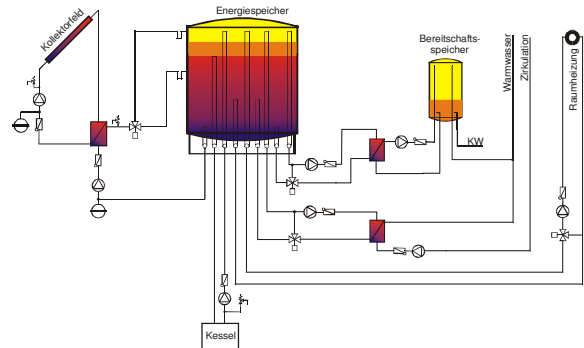 Energiespeicher
Kollektorfeld
Bereitschafts-
speicher
Warmwasser
Zirkulation
Raumheizung
KW
Kessel